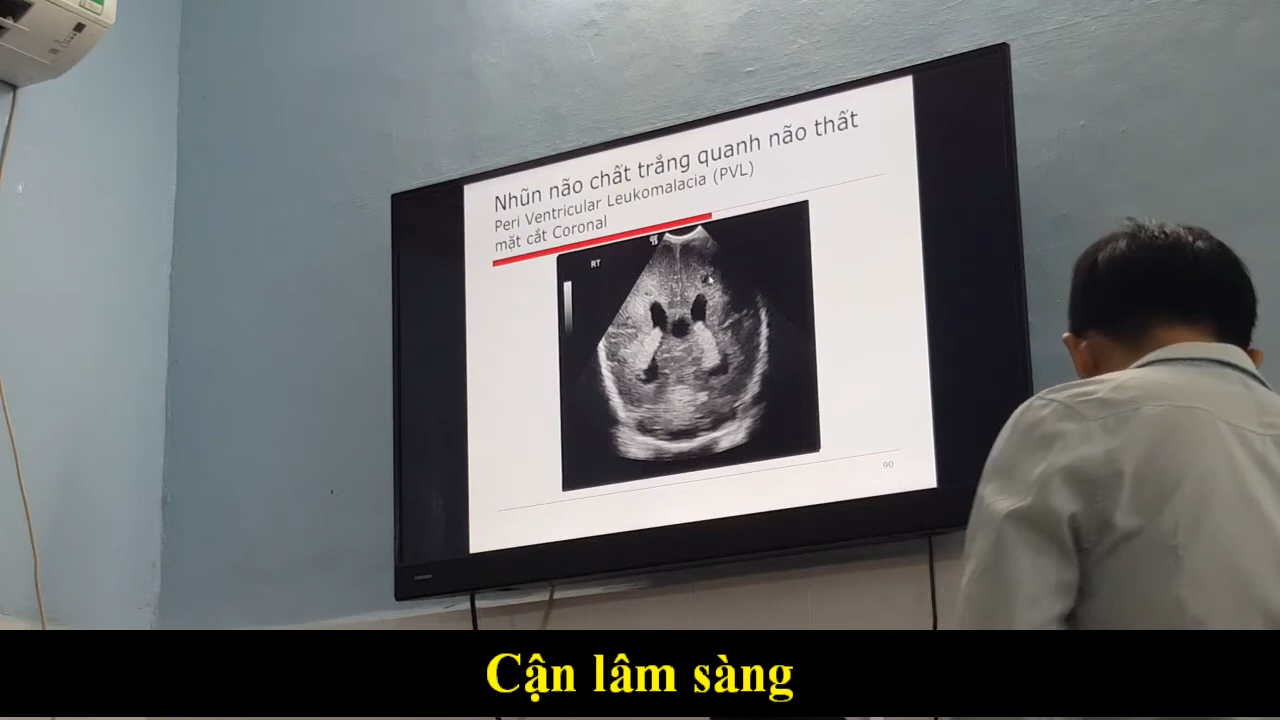 Nhũn não chất trắng quanh não thất
Peri Ventricular Leukomalacia (PVL)
mặt cắt Coronal
RT
90
Cận lâm sàng